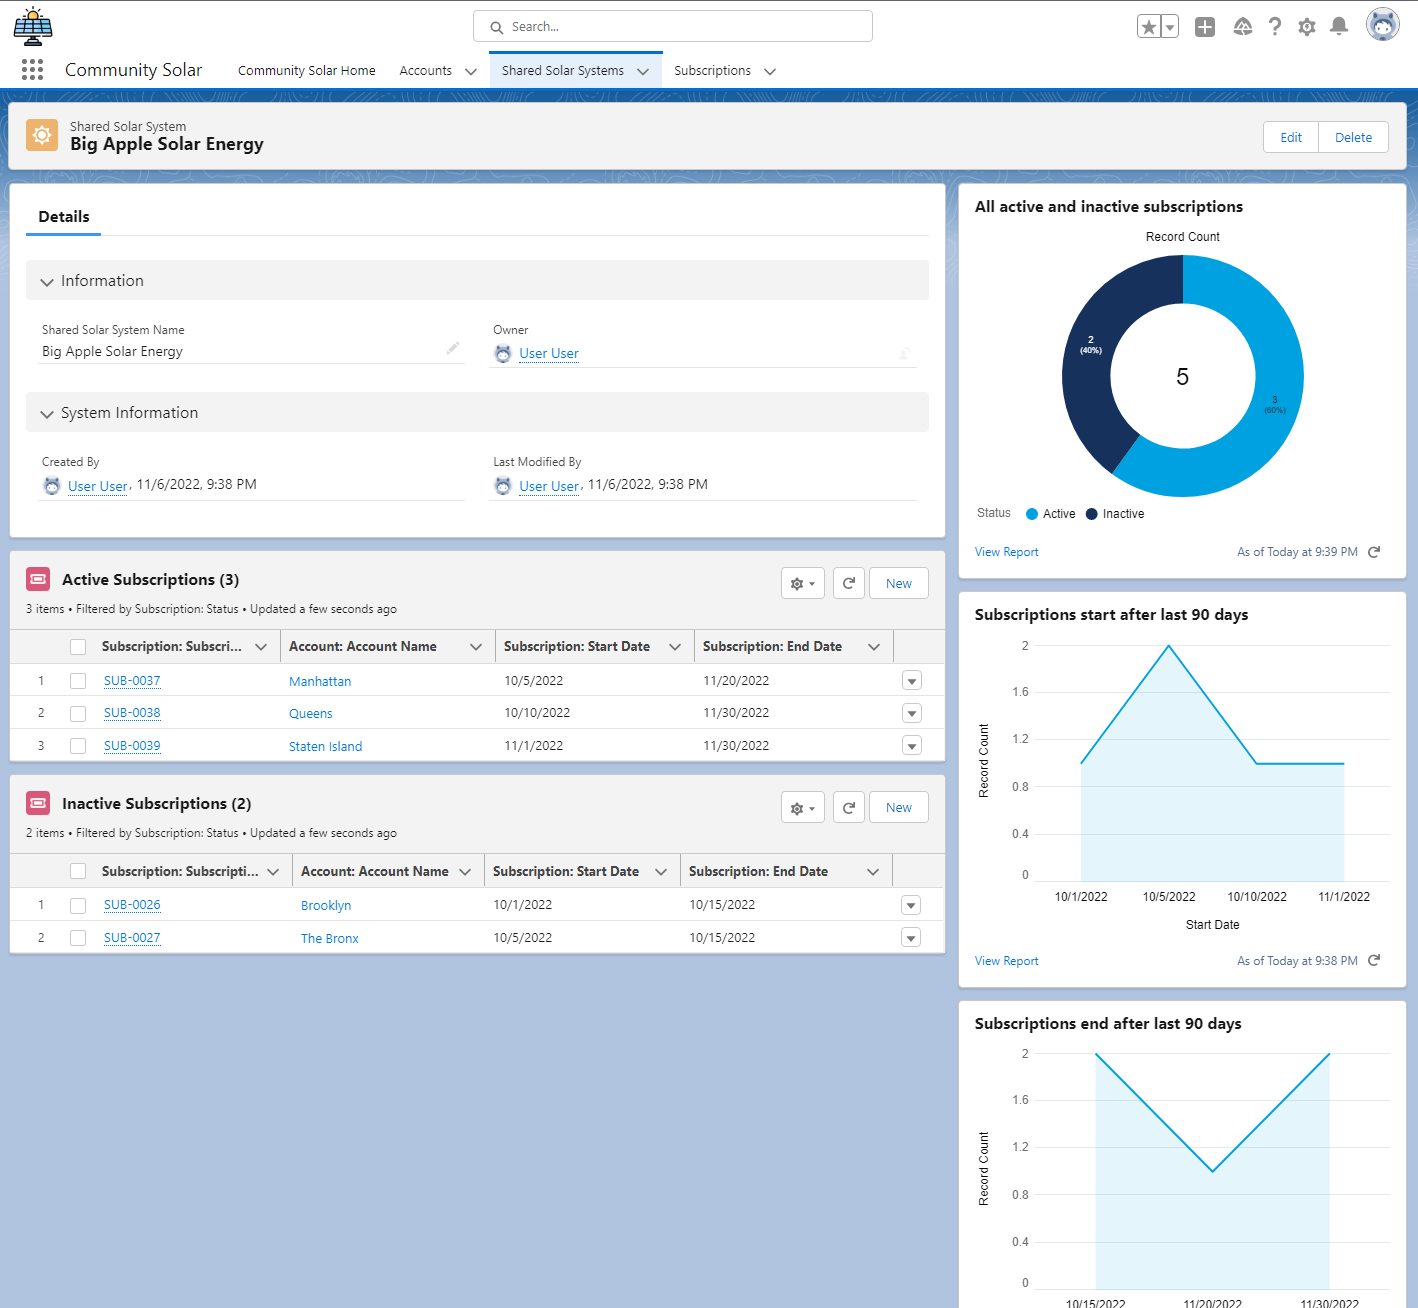 Search...
Community Solar
Community Solar Home
Accounts
Shared Solar Systems
Subscriptions
Shared Solar System
Big Apple Solar Energy
Edit
Delete
Details
Information
Shared Solar System Name
Big Apple Solar Energy
Owner
User User
System Information
Created By
User User, 11/6/2022, 9:38 PM
Last Modified By
User User, 11/6/2022, 9:38 PM
Active Subscriptions (3)
3 items • Filtered by Subscription: Status • Updated a few seconds ago
New
Subscription: Subscri... Account: Account Name Subscription: Start Date Subscription: End Date
1 SUB-0037 Manhattan 10/5/2022 11/20/2022
2 SUB-0038 Queens 10/10/2022 11/30/2022
3 SUB-0039 Staten Island 11/1/2022 11/30/2022
Inactive Subscriptions (2)
2 items • Filtered by Subscription: Status • Updated a few seconds ago
New
Subscription: Subscripti... Account: Account Name Subscription: Start Date Subscription: End Date
1 SUB-0026 Brooklyn 10/1/2022 10/15/2022
2 SUB-0027 The Bronx 10/5/2022 10/15/2022
All active and inactive subscriptions
Record Count
2
(40%)
5
3
(60%)
Status Active Inactive
View Report
As of Today at 9:39 PM
Subscriptions start after last 90 days
Record Count
2
1.6
1.2
0.8
0.4
0
10/1/2022 10/5/2022 10/10/2022 11/1/2022
Start Date
View Report
As of Today at 9:38 PM
Subscriptions end after last 90 days
Record Count
2
1.6
1.2
0.8
0.4
0
10/15/2022 11/20/2022 11/30/2022